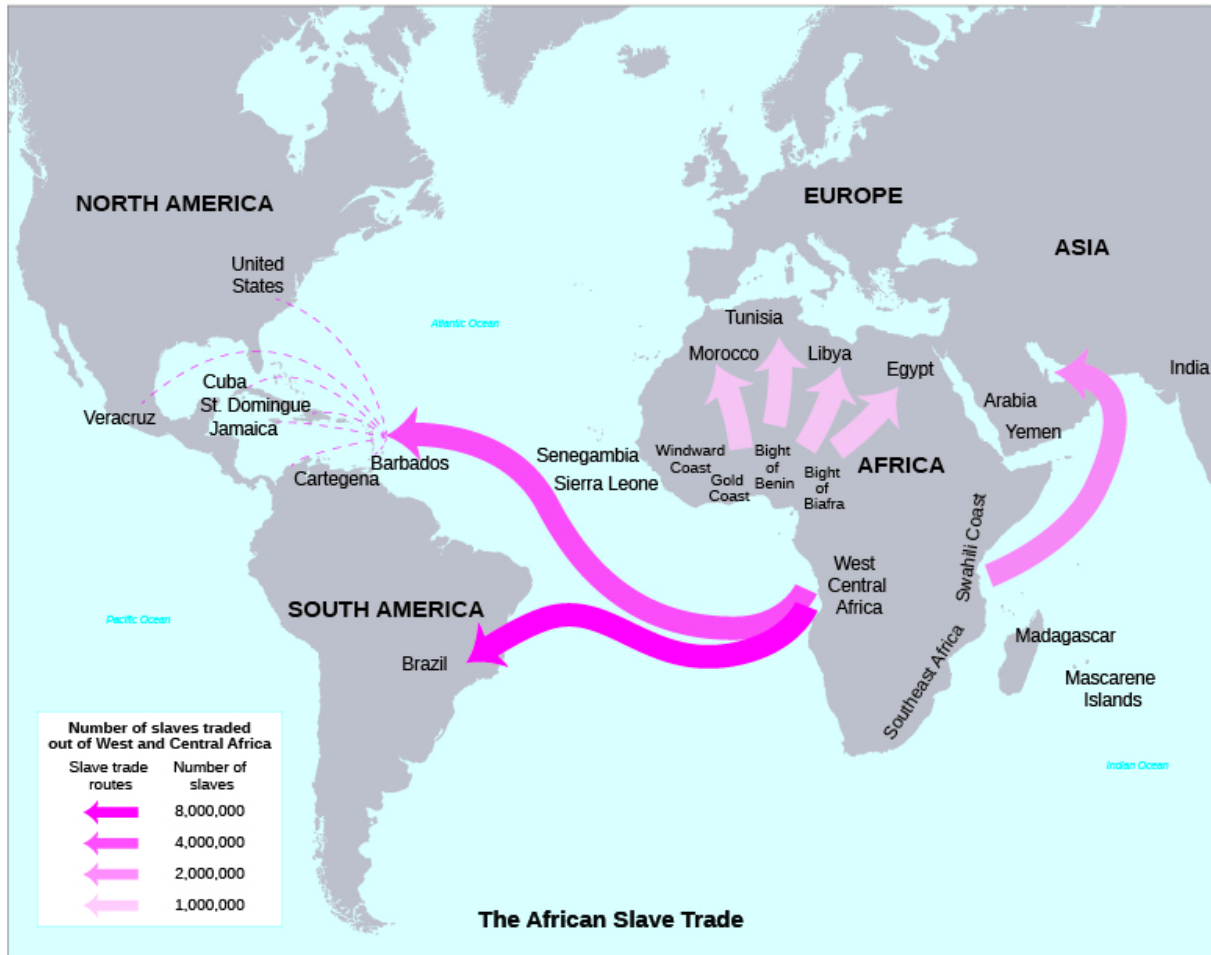 NORTH AMERICA
EUROPE
ASIA
United
States
Atlantic Ocean
Tunisia
Morocco
Libya
Egypt
India
Cuba
St. Domingue
Jamaica
Veracruz
Arabia
Yemen
Barbados
Cartegena
Senegambia
Sierra Leone
Windward
Coast
Gold
Coast
Bight
of
Benin
Bight
of
Biafra
AFRICA
Swahili Coast
West
Central
Africa
SOUTH AMERICA
Pacific Ocean
Brazil
Southeast Africa
Madagascar
Mascarene
Islands
Indian Ocean
Number of slaves traded
out of West and Central Africa
Slave trade
routes
Number of
slaves
8,000,000
4,000,000
2,000,000
1,000,000
The African Slave Trade